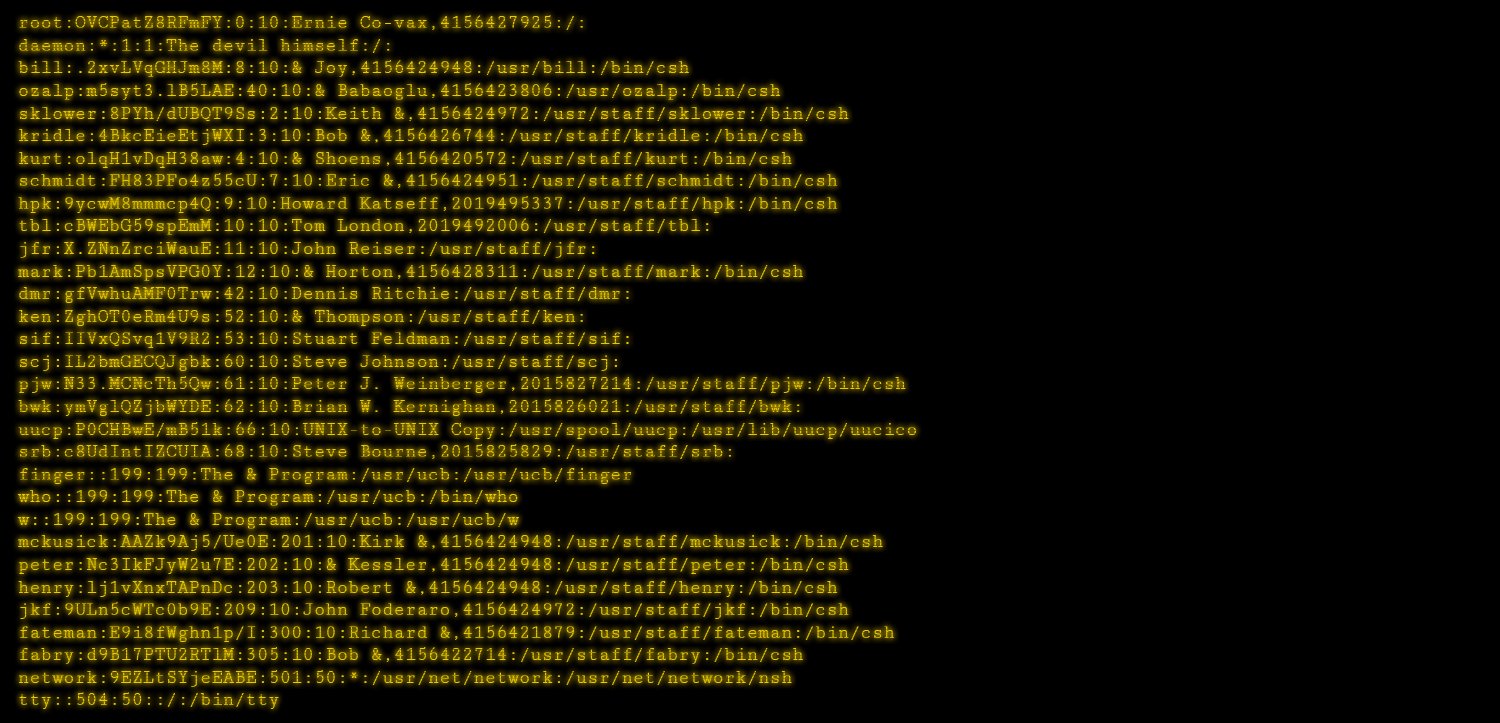 root:OVCPatZ8RFmFY:0:10:Ernie Co-vax,4156427925:/:
daemon:*:1:1:The devil himself:/:
bill:.2xvLVqGHJm8M:8:10:& Joy,4156424948:/usr/bill:/bin/csh
ozalp:m5syt3.lB5LAE:40:10:& Babaoglu,4156423806:/usr/ozalp:/bin/csh
sklower:8PYh/dUBQT9Ss:2:10:Keith &,4156424972:/usr/staff/sklower:/bin/csh
kridle:4BkcEieEtjWXI:3:10:Bob &,4156426744:/usr/staff/kridle:/bin/csh
kurt:olqH1vDqH38aw:4:10:& Shoens,4156420572:/usr/staff/kurt:/bin/csh
schmidt:FH83PFo4z55cU:7:10:Eric &,4156424951:/usr/staff/schmidt:/bin/csh
hpk:9ycwM8mmmcp4Q:9:10:Howard Katseff,2019495337:/usr/staff/hpk:/bin/csh
tbl:cBWEbG59spEmM:10:10:Tom London,2019492006:/usr/staff/tbl:
jfr:X.ZNnZrciWauE:11:10:John Reiser:/usr/staff/jfr:
mark:Pb1AmSpsVPG0Y:12:10:& Horton,4156428311:/usr/staff/mark:/bin/csh
dmr:gfVwhuAMF0Trw:42:10:Dennis Ritchie:/usr/staff/dmr:
ken:ZghOT0eRm4U9s:52:10:& Thompson:/usr/staff/ken:
sif:IIVxQSvq1V9R2:53:10:Stuart Feldman:/usr/staff/sif:
scj:IL2bmGECQJgbk:60:10:Steve Johnson:/usr/staff/scj:
pjw:N33.MCNcTh5Qw:61:10:Peter J. Weinberger,2015827214:/usr/staff/pjw:/bin/csh
bwk:ymVglQZjbWYDE:62:10:Brian W. Kernighan,2015826021:/usr/staff/bwk:
uucp:P0CHBwE/mB51k:66:10:UNIX-to-UNIX Copy:/usr/spool/uucp:/usr/lib/uucp/uucico
srb:c8UdIntIZCUIA:68:10:Steve Bourne,2015825829:/usr/staff/srb:
finger::199:199:The & Program:/usr/ucb:/usr/ucb/finger
who::199:199:The & Program:/usr/ucb:/bin/who
w::199:199:The & Program:/usr/ucb:/usr/ucb/w
mckusick:AAZk9Aj5/Ue0E:201:10:Kirk &,4156424948:/usr/staff/mckusick:/bin/csh
peter:Nc3IkFJyW2u7E:202:10:& Kessler,4156424948:/usr/staff/peter:/bin/csh
henry:lj1vXnxTAPnDc:203:10:Robert &,4156424948:/usr/staff/henry:/bin/csh
jkf:9ULn5cWTc0b9E:209:10:John Foderaro,4156424972:/usr/staff/jkf:/bin/csh
fateman:E9i8fWghn1p/I:300:10:Richard &,4156421879:/usr/staff/fateman:/bin/csh
fabry:d9B17PTU2RTlM:305:10:Bob &,4156422714:/usr/staff/fabry:/bin/csh
network:9EZLtSYjeEABE:501:50:*:/usr/net/network:/usr/net/network/nsh
tty::504:50::/:/bin/tty